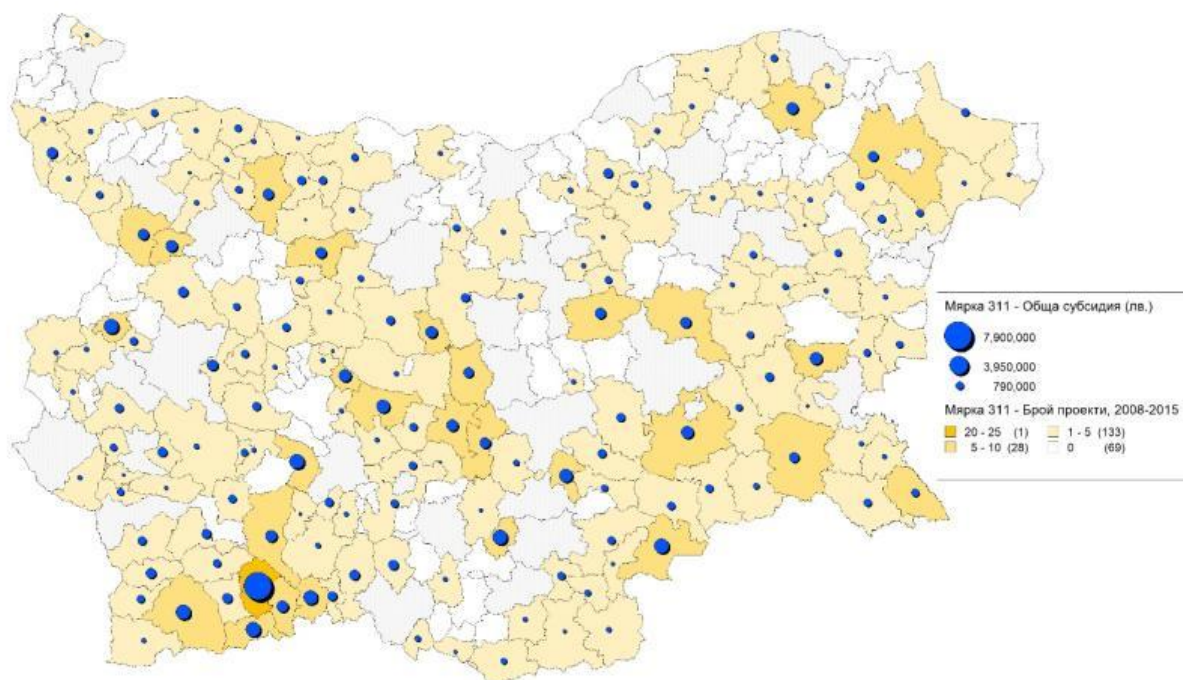 Мярка 311 - Обща субсидия (лв.)
7,900,000
3,950,000
790,000
Мярка 311 - Брой проекти, 2008-2015
20 - 25 (1) 1 - 5 (133)
5 - 10 (28) 0 (69)